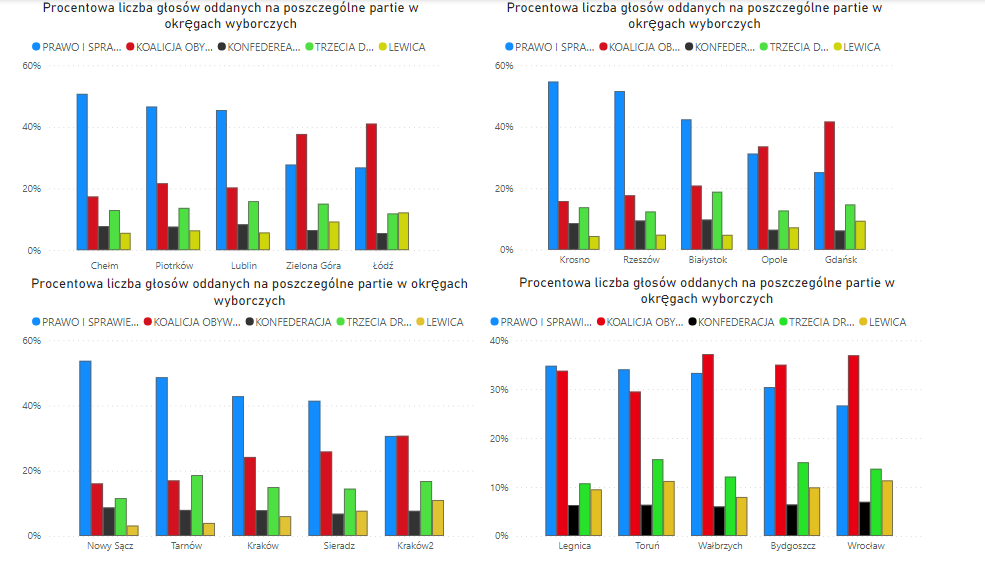 Procentowa liczba głosów oddanych na poszczególne partie w
okręgach wyborczych
PRAWO I SPRA... KOALICJA OBY... KONFEDEREA... TRZECIA D... LEWICA
60%
40%
20%
0%
Chełm Piotrków Lublin Zielona Góra Łódź
Procentowa liczba głosów oddanych na poszczególne partie w
okręgach wyborczych
PRAWO I SPRA... KOALICJA OB... KONFEDER... TRZECIA D... LEWICA
60%
40%
20%
0%
Krosno Rzeszów Białystok Opole Gdańsk
Procentowa liczba głosów oddanych na poszczególne partie w okręgach
wyborczych
PRAWO I SPRAWIE... KOALICJA OBYW... KONFEDERACJA TRZECIA DR... LEWICA
60%
40%
20%
0%
Nowy Sącz Tarnów Kraków Sieradz Kraków2
Procentowa liczba głosów oddanych na poszczególne partie w
okręgach wyborczych
PRAWO I SPRAWI... KOALICJA OBY... KONFEDERACJA TRZECIA DR... LEWICA
40%
30%
20%
10%
0%
Legnica Toruń Wałbrzych Bydgoszcz Wrocław